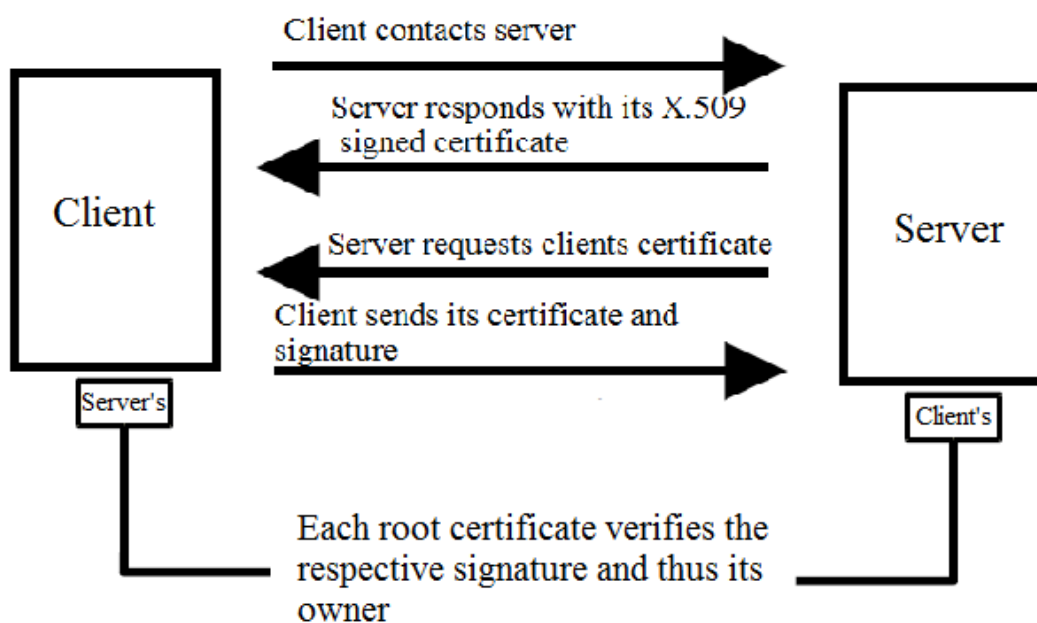 Client contacts server
Server responds with its X.509
signed certificate
Client
Server
Server requests clients certificate
Client sends its certificate and
signature
Server's
Client's
Each root certificate verifies the
respective signature and thus its
owner